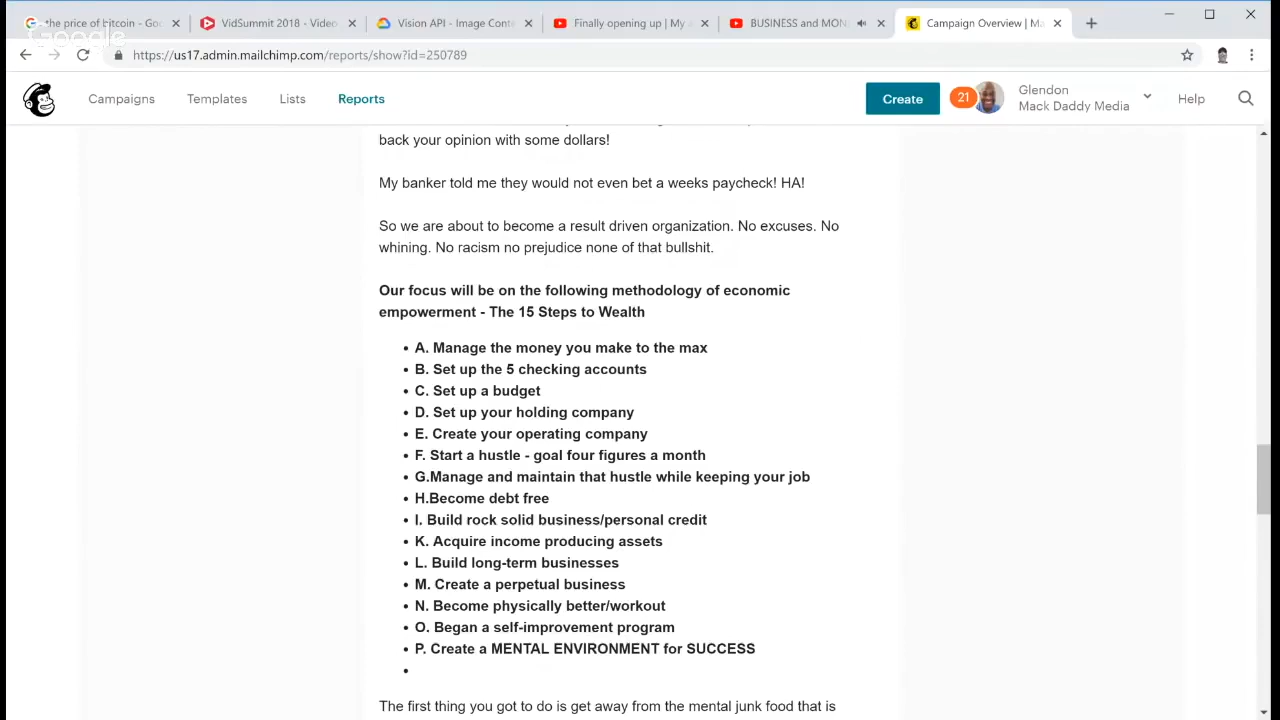 the price of bitcoin - Goo
VidSummit 2018 - Video
Vision API - Image Conte
Finally opening up | My
BUSINESS and MON
Campaign Overview | Ma
Google
https://us17.admin.mailchimp.com/reports/show?id=250789
Campaigns
Templates
Lists
Reports
Create
21
Glendon
Mack Daddy Media
Help
back your opinion with some dollars!
My banker told me they would not even bet a weeks paycheck! HA!
So we are about to become a result driven organization. No excuses. No
whining. No racism no prejudice none of that bullshit.
Our focus will be on the following methodology of economic
empowerment - The 15 Steps to Wealth
• A. Manage the money you make to the max
• B. Set up the 5 checking accounts
• C. Set up a budget
• D. Set up your holding company
• E. Create your operating company
• F. Start a hustle - goal four figures a month
• G.Manage and maintain that hustle while keeping your job
• H.Become debt free
• I. Build rock solid business/personal credit
• K. Acquire income producing assets
• L. Build long-term businesses
• M. Create a perpetual business
• N. Become physically better/workout
• O. Began a self-improvement program
• P. Create a MENTAL ENVIRONMENT for SUCCESS
•
The first thing you got to do is get away from the mental junk food that is